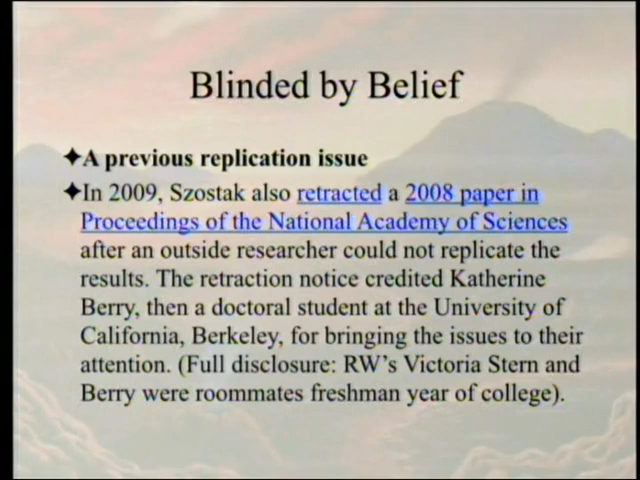 Blinded by Belief
✦A previous replication issue
✦In 2009, Szostak also retracted a 2008 paper in
Proceedings of the National Academy of Sciences
after an outside researcher could not replicate the
results. The retraction notice credited Katherine
Berry, then a doctoral student at the University of
California, Berkeley, for bringing the issues to their
attention. (Full disclosure: RW’s Victoria Stern and
Berry were roommates freshman year of college).